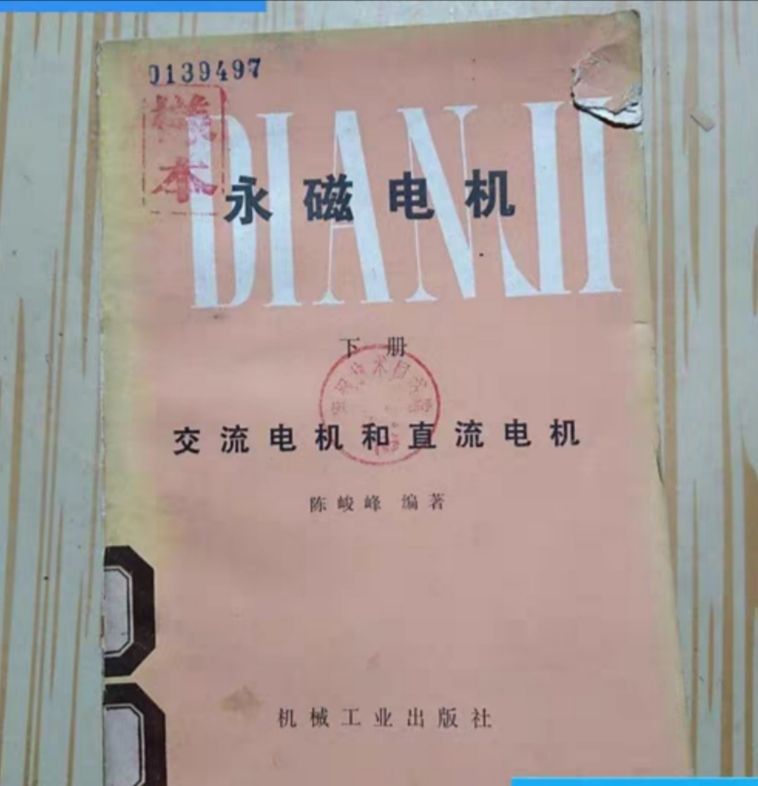 0139497
样本
DIANJI
永磁电机
下册
交流电机和直流电机
陈峻峰 编著
机械工业出版社